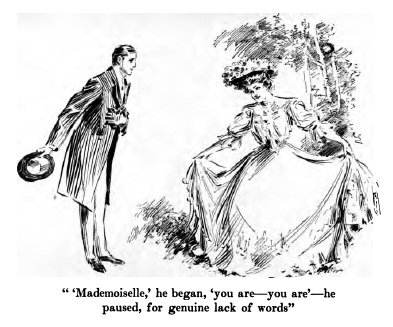 “ ‘Mademoiselle,’ he began, ‘you are—you are’—he
paused, for genuine lack of words”